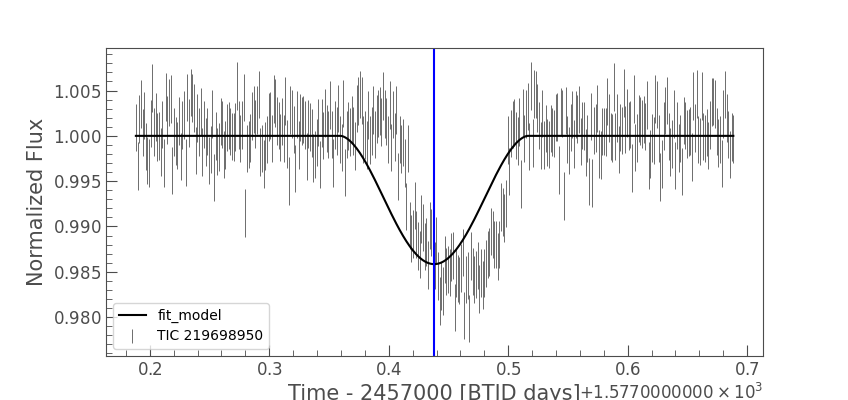 1.005
1.000
0.995
0.990
0.985
0.980
Normalized Flux
fit_model
TIC 219698950
0.2 0.3 0.4 0.5 0.6 0.7
Time - 2457000 [BTJD days] +1.5770000000 × 10³